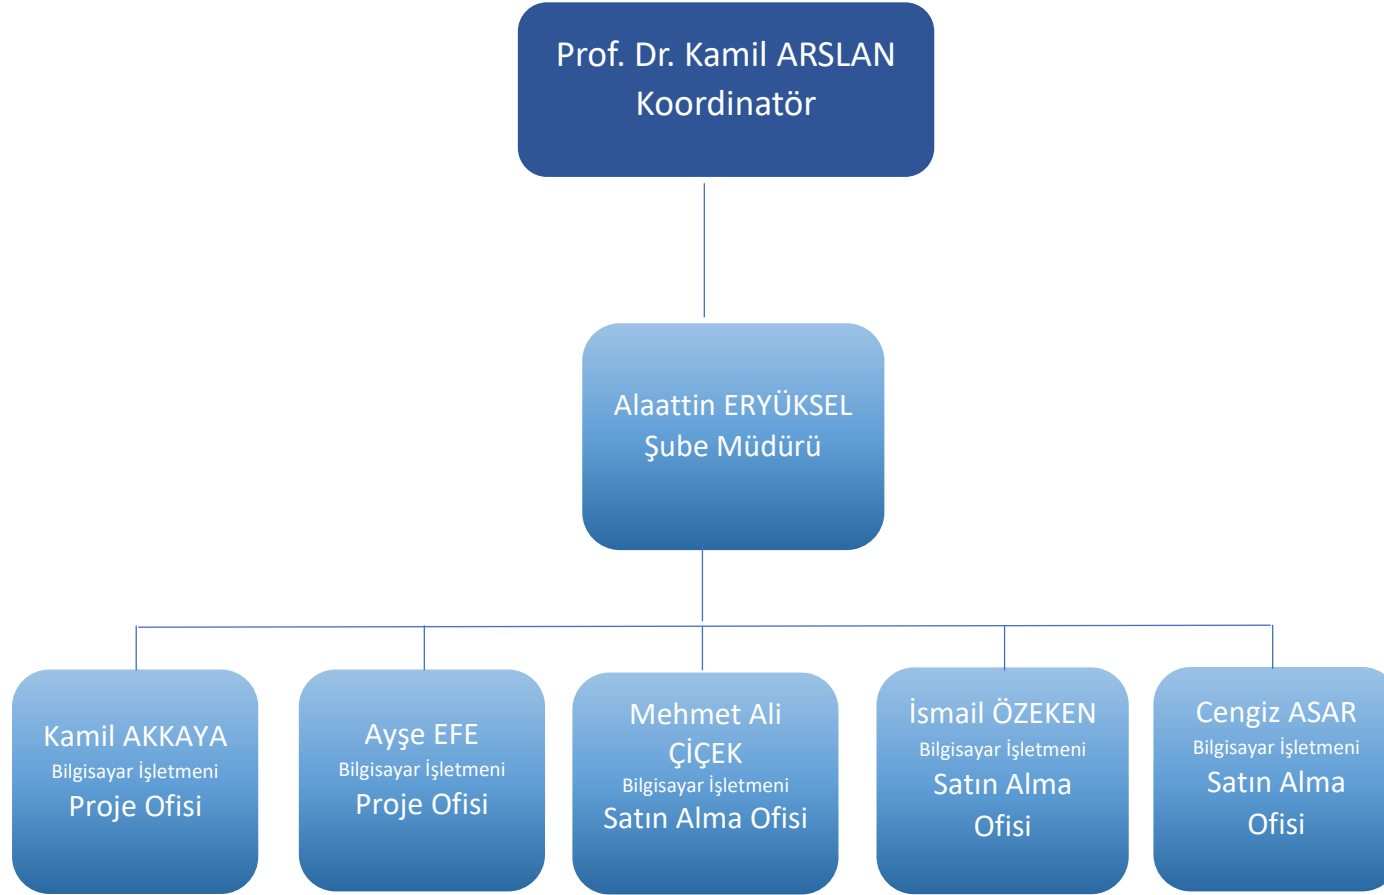 Prof. Dr. Kamil ARSLAN
Koordinatör
Alaattin ERYÜKSEL
Şube Müdürü
Kamil AKKAYA
Bilgisayar İşletmeni
Proje Ofisi
Ayşe EFE
Bilgisayar İşletmeni
Proje Ofisi
Mehmet Ali
ÇİÇEK
Bilgisayar İşletmeni
Satın Alma Ofisi
İsmail ÖZEKEN
Bilgisayar İşletmeni
Satın Alma
Ofisi
Cengiz ASAR
Bilgisayar İşletmeni
Satın Alma
Ofisi